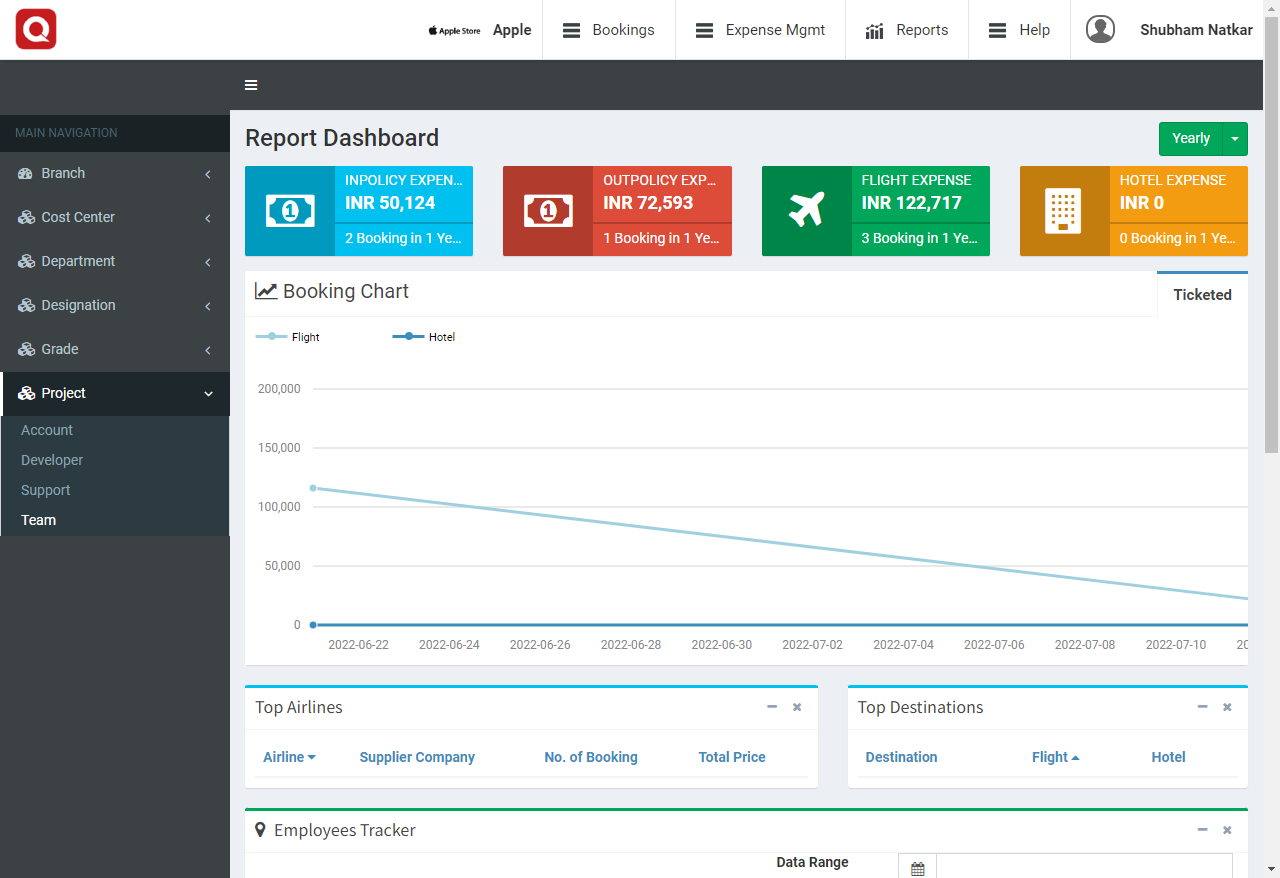 Q
Apple Store Apple Bookings Expense Mgmt Reports Help Shubham Natkar
MAIN NAVIGATION
Branch
Cost Center
Department
Designation
Grade
Project
Account
Developer
Support
Team
Report Dashboard
Yearly
INPOLICY EXPEN...
INR 50,124
2 Booking in 1 Ye...
OUTPOLICY EXP...
INR 72,593
1 Booking in 1 Ye...
FLIGHT EXPENSE
INR 122,717
3 Booking in 1 Ye...
HOTEL EXPENSE
INR 0
0 Booking in 1 Ye...
Booking Chart
Ticketed
Flight Hotel
200,000
150,000
100,000
50,000
0
2022-06-22 2022-06-24 2022-06-26 2022-06-28 2022-06-30 2022-07-02 2022-07-04 2022-07-06 2022-07-08 2022-07-10 20
Top Airlines
Airline Supplier Company No. of Booking Total Price
Top Destinations
Destination Flight Hotel
Employees Tracker
Data Range